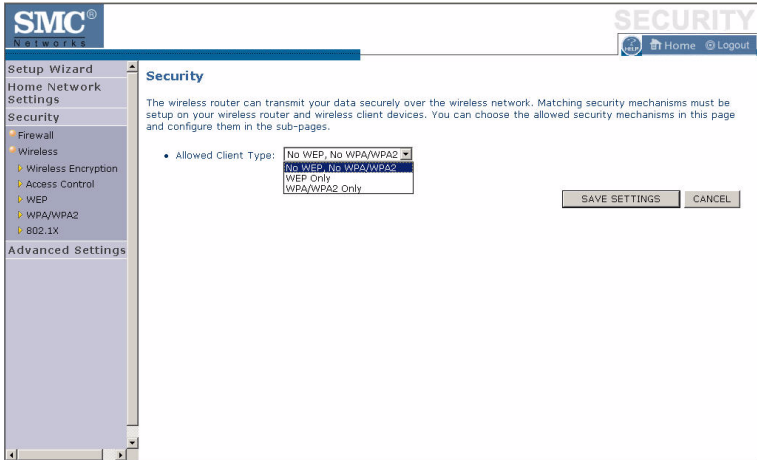 SMC®
Networks
SECURITY
HELP
Home
Logout
Setup Wizard
Home Network
Settings
Security
Firewall
Wireless
Wireless Encryption
Access Control
WEP
WPA/WPA2
802.1X
Advanced Settings
Security
The wireless router can transmit your data securely over the wireless network. Matching security mechanisms must be
setup on your wireless router and wireless client devices. You can choose the allowed security mechanisms in this page
and configure them in the sub-pages.
• Allowed Client Type: No WEP, No WPA/WPA2
No WEP, No WPA/WPA2
WEP Only
WPA/WPA2 Only
SAVE SETTINGS
CANCEL